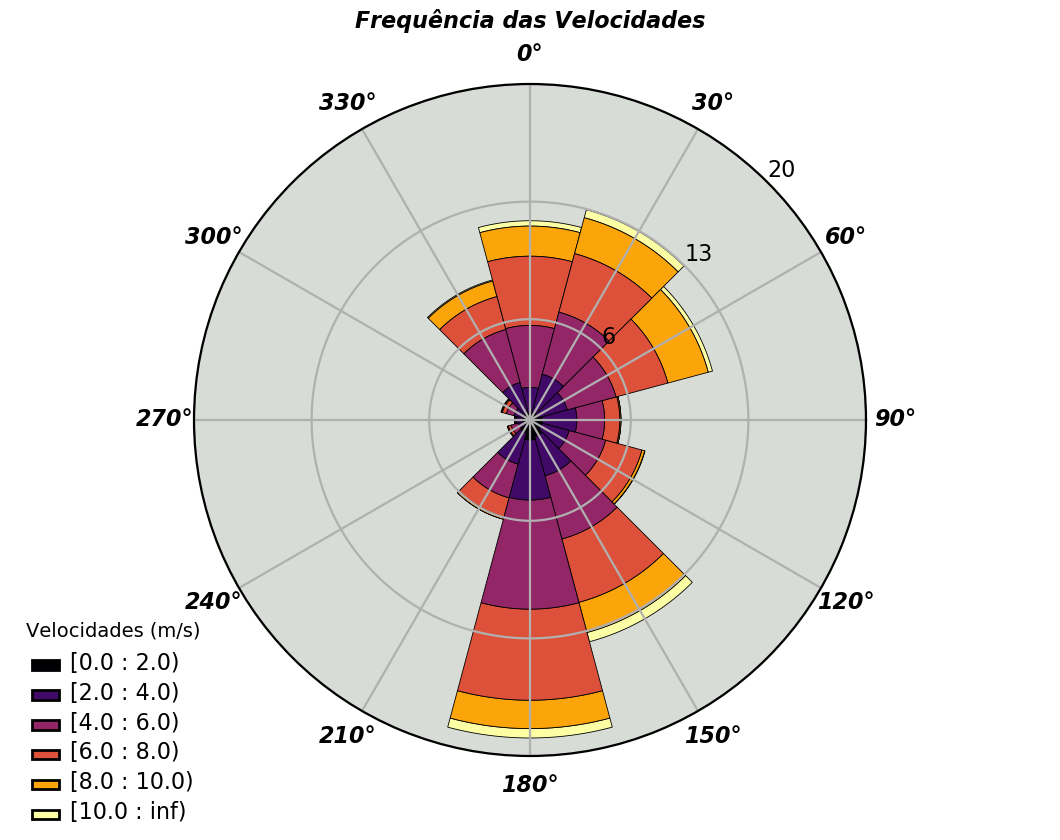 Frequência das Velocidades
0°
330°
30°
20
300°
60°
13
6
270°
90°
240°
120°
210°
150°
180°
Velocidades (m/s)
[0.0 : 2.0)
[2.0 : 4.0)
[4.0 : 6.0)
[6.0 : 8.0)
[8.0 : 10.0)
[10.0 : inf)